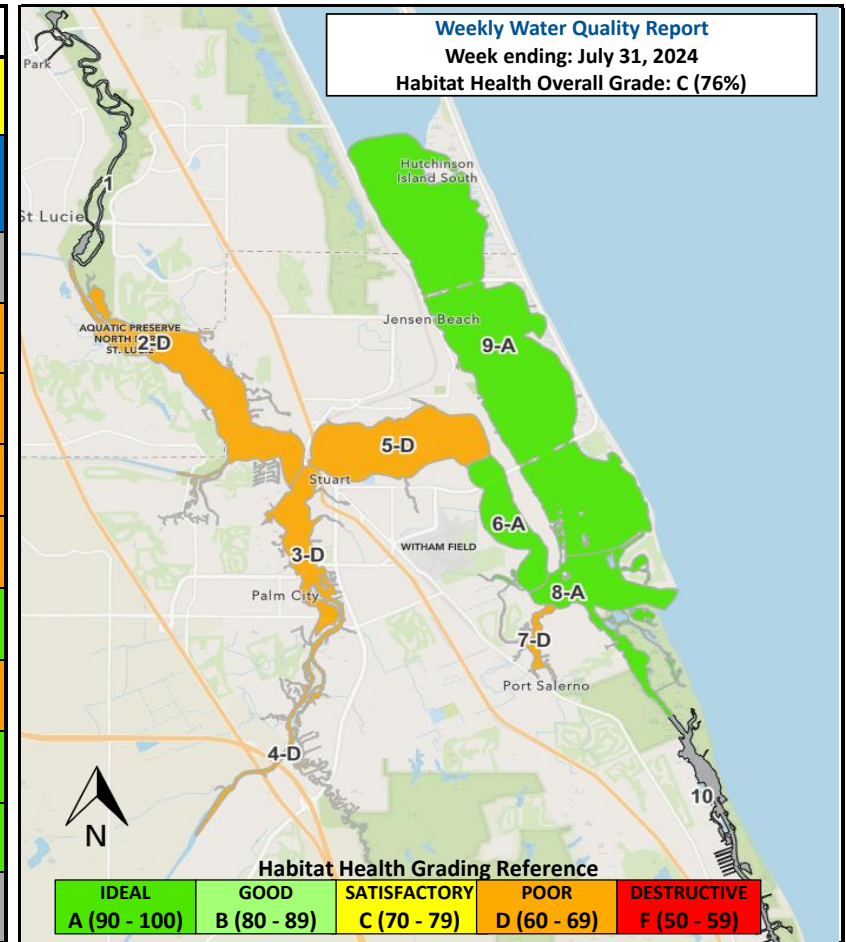 Weekly Water Quality Report
Week ending: July 31, 2024
Habitat Health Overall Grade: C (76%)
Park
Hutchinson
Island South
1
St Lucie
Jensen Beach
AQUATIC PRESERVE
NORTH
ST. LUCIE
2-D
9-A
5-D
Stuart
6-A
WITHAM FIELD
3-D
Palm City
8-A
7-D
Port Salerno
4-D
10
N
Habitat Health Grading Reference
IDEAL GOOD SATISFACTORY POOR DESTRUCTIVE
A (90 - 100) B (80 - 89) C (70 - 79) D (60 - 69) F (50 - 59)